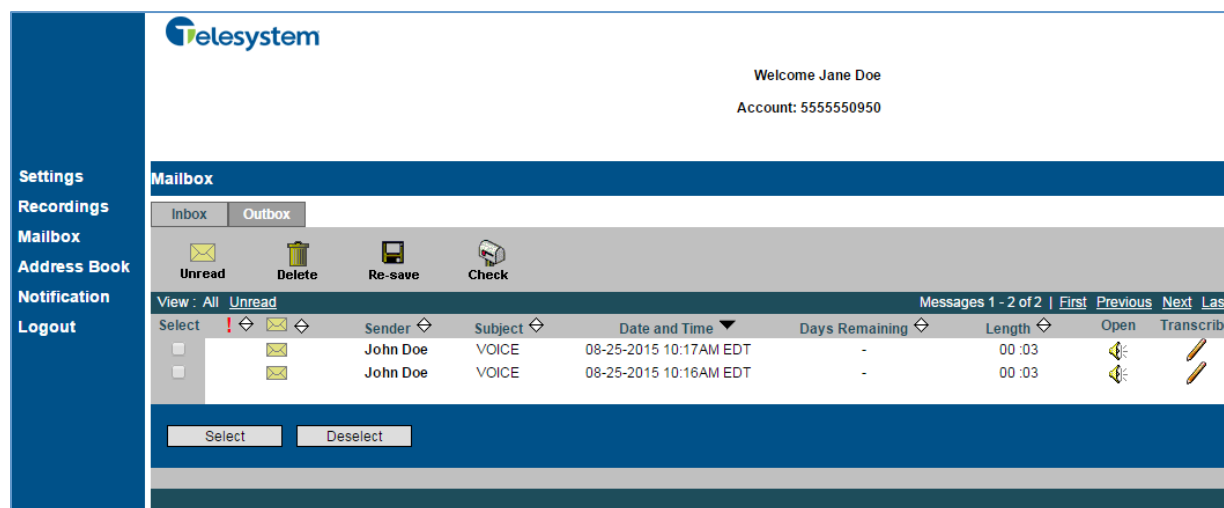 Telesystem
Welcome Jane Doe
Account: 5555550950
Settings
Recordings
Mailbox
Address Book
Notification
Logout
Mailbox
Inbox Outbox
Unread Delete Re-save Check
View : All Unread Messages 1 - 2 of 2 | First Previous Next Las
Select ! Sender Subject Date and Time Days Remaining Length Open Transcrib
John Doe VOICE 08-25-2015 10:17AM EDT - 00 :03
John Doe VOICE 08-25-2015 10:16AM EDT - 00 :03
Select Deselect